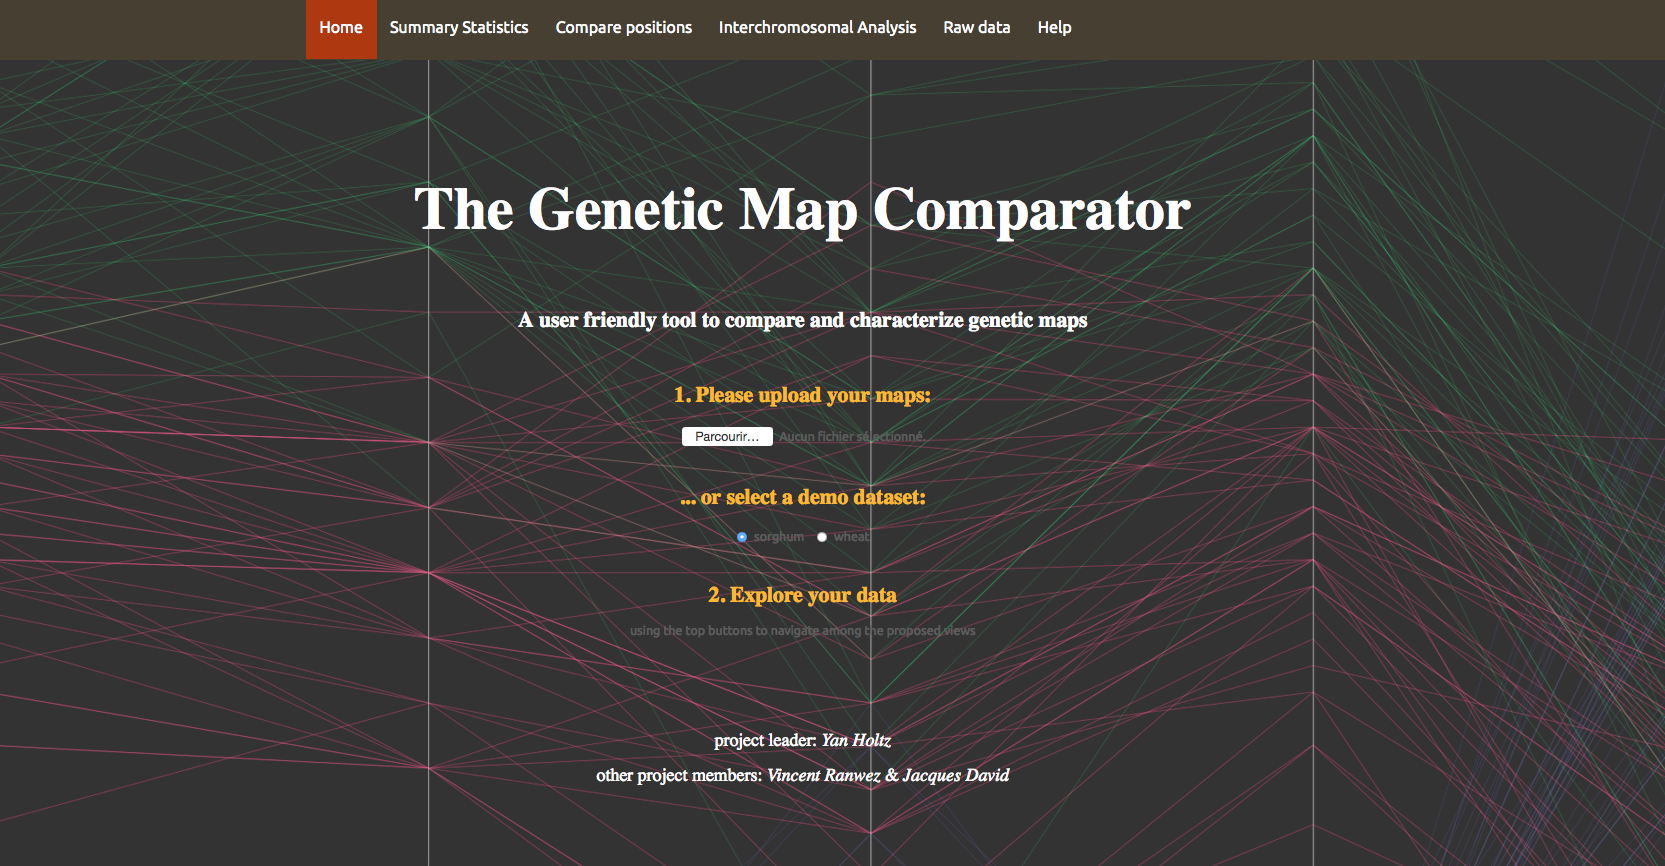 Home Summary Statistics Compare positions Interchromosomal Analysis Raw data Help
The Genetic Map Comparator
A user friendly tool to compare and characterize genetic maps
1. Please upload your maps:
Parcourir... Aucun fichier sélectionné.
... or select a demo dataset:
sorghum wheat
2. Explore your data
using the top buttons to navigate among the proposed views
project leader: Yan Holtz
other project members: Vincent Ranwez & Jacques David